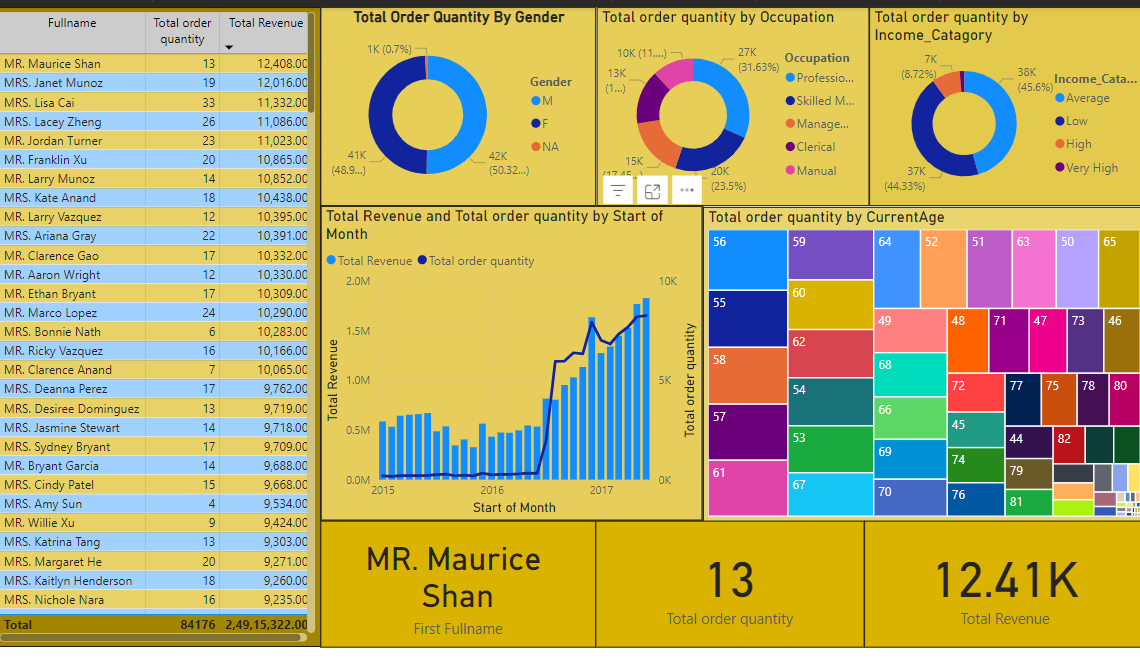 Fullname Total order quantity Total Revenue
MR. Maurice Shan 13 12,408.00
MRS. Janet Munoz 19 12,016.00
MRS. Lisa Cai 33 11,332.00
MRS. Lacey Zheng 26 11,086.00
MR. Jordan Turner 23 11,023.00
MR. Franklin Xu 20 10,865.00
MR. Larry Munoz 14 10,852.00
MRS. Kate Anand 18 10,438.00
MR. Larry Vazquez 12 10,395.00
MRS. Ariana Gray 22 10,391.00
MR. Clarence Gao 17 10,332.00
MR. Aaron Wright 12 10,330.00
MR. Ethan Bryant 17 10,309.00
MR. Marco Lopez 24 10,290.00
MRS. Bonnie Nath 6 10,283.00
MR. Ricky Vazquez 16 10,166.00
MR. Clarence Anand 7 10,065.00
MRS. Deanna Perez 17 9,762.00
MRS. Desiree Dominguez 13 9,719.00
MRS. Jasmine Stewart 14 9,718.00
MRS. Sydney Bryant 17 9,709.00
MR. Bryant Garcia 14 9,688.00
MRS. Cindy Patel 15 9,668.00
MRS. Amy Sun 4 9,534.00
MR. Willie Xu 9 9,424.00
MRS. Katrina Tang 13 9,303.00
MRS. Margaret He 20 9,271.00
MRS. Kaitlyn Henderson 18 9,260.00
MRS. Nichole Nara 16 9,235.00
Total 84176 2,49,15,322.00
Total Order Quantity By Gender
1K (0.7%)
41K
(48.9...)
42K
(50.32...)
Gender
M
F
NA
Total order quantity by Occupation
10K (11....)
27K
(31.63%)
13K
(1...)
15K
20K
(23.5%)
Occupation
Professio...
Skilled M...
Manage...
Clerical
Manual
Total order quantity by
Income_Catagory
7K
(8.72%)
38K
(45.6%)
37K
(44.33%)
Income_Cata...
Average
Low
High
Very High
Total Revenue and Total order quantity by Start of
Month
Total Revenue Total order quantity
2.0M
1.5M
1.0M
0.5M
0.0M
Total Revenue
10K
5K
0K
Total order quantity
2015 2016 2017
Start of Month
Total order quantity by CurrentAge
56
55
58
57
61
59
60
62
54
53
67
64
52
51
63
50
65
49
68
66
69
70
48
71
47
73
46
72
45
74
76
77
75
78
80
44
82
79
81
MR. Maurice
Shan
First Fullname
13
Total order quantity
12.41K
Total Revenue